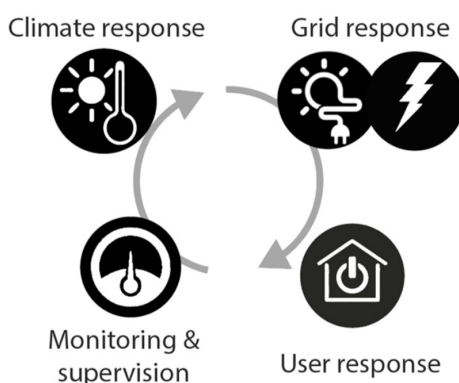 Climate response
Grid response
Monitoring &
supervision
User response